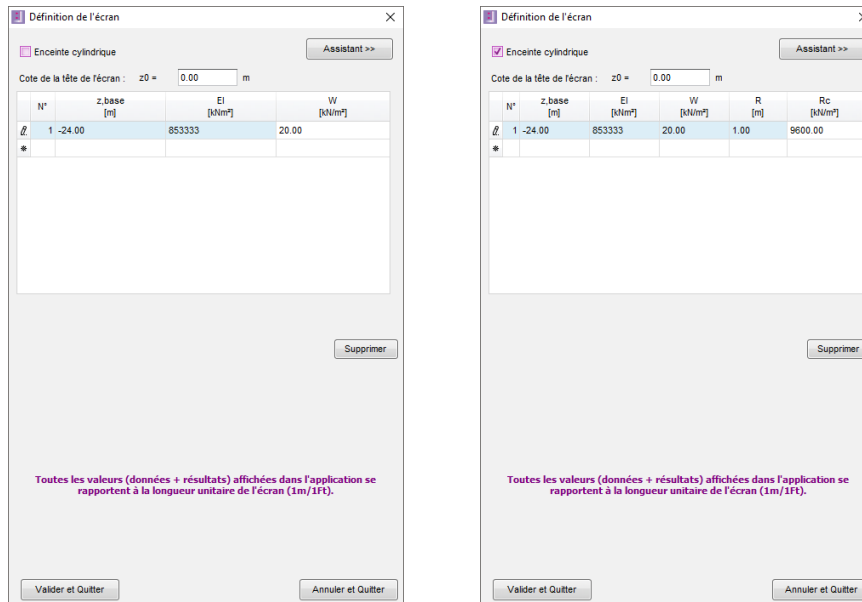 Définition de l'écran
Enceinte cylindrique
Assistant >>
Cote de la tête de l'écran : z0 = 0.00 m
N° z,base [m] EI [kNm²] W [kN/m²]
1 -24.00 853333 20.00
Supprimer
Toutes les valeurs (données + résultats) affichées dans l'application se
rapportent à la longueur unitaire de l'écran (1m/1Ft).
Valider et Quitter
Annuler et Quitter
Définition de l'écran
Enceinte cylindrique
Assistant >>
Cote de la tête de l'écran : z0 = 0.00 m
N° z,base [m] EI [kNm²] W [kN/m²] R [m] Rc [kN/m³]
1 -24.00 853333 20.00 1.00 9600.00
Supprimer
Toutes les valeurs (données + résultats) affichées dans l'application se
rapportent à la longueur unitaire de l'écran (1m/1Ft).
Valider et Quitter
Annuler et Quitter